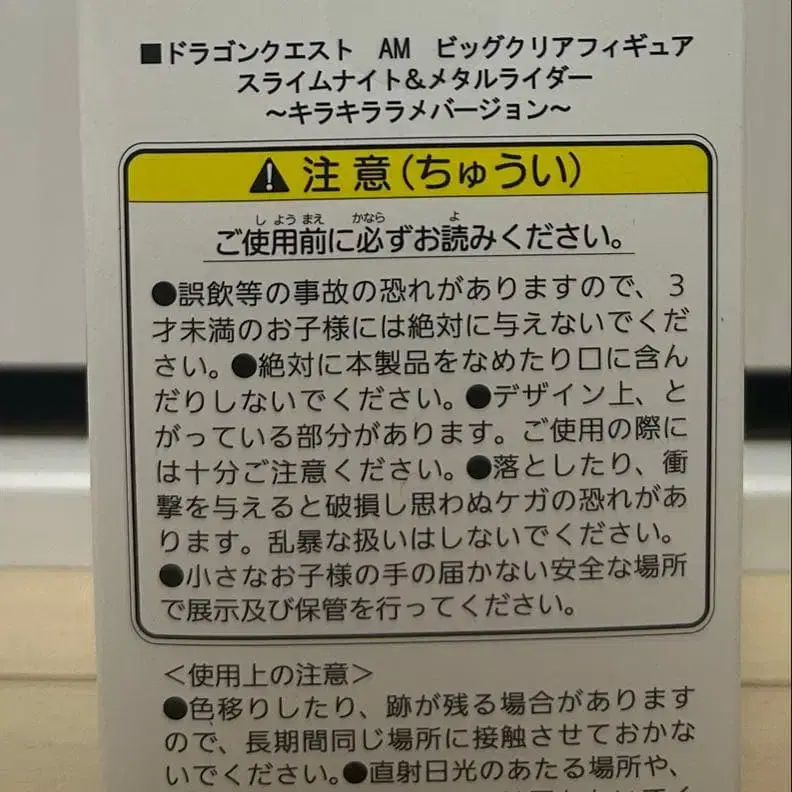 ■ドラゴンクエスト AM ビッグクリアフィギュア
スライムナイト&メタルライダー
~キラキララメバージョン~
注意(ちゅうい)
しようまえ かなら よ
ご使用前に必ずお読みください。
●誤飲等の事故の恐れがありますので、3
才未満のお子様には絶対に与えないでくだ
さい。●絶対に本製品をなめたり口に含ん
だりしないでください。●デザイン上、と
がっている部分があります。ご使用の際に
は十分ご注意ください。●落としたり、衝
撃を与えると破損し思わぬケガの恐れがあ
ります。乱暴な扱いはしないでください。
●小さなお子様の手の届かない安全な場所
で展示及び保管を行ってください。
<使用上の注意>
●色移りしたり、跡が残る場合があります
ので、長期間同じ場所に接触させておかな
いでください。●直射日光のあたる場所や、